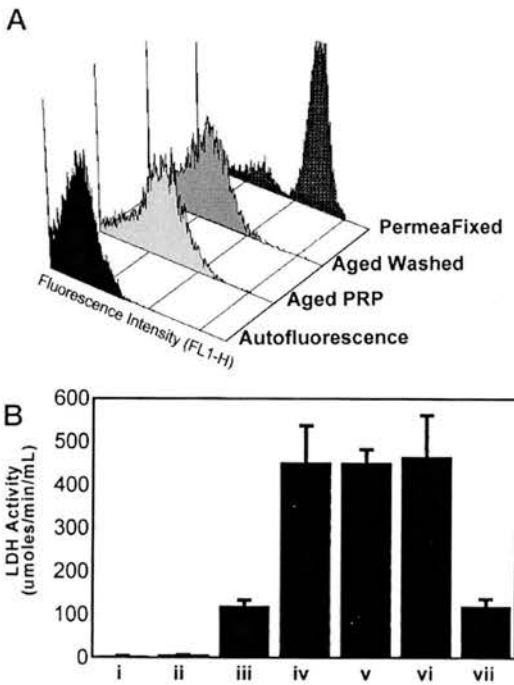 A
PermeaFixed
Aged Washed
Aged PRP
Autofluorescence
Fluorescence Intensity (FL1-H)
B
LDH Activity
(umoles/min/mL)
600
500
400
300
200
100
0
i ii iii iv v vi vii